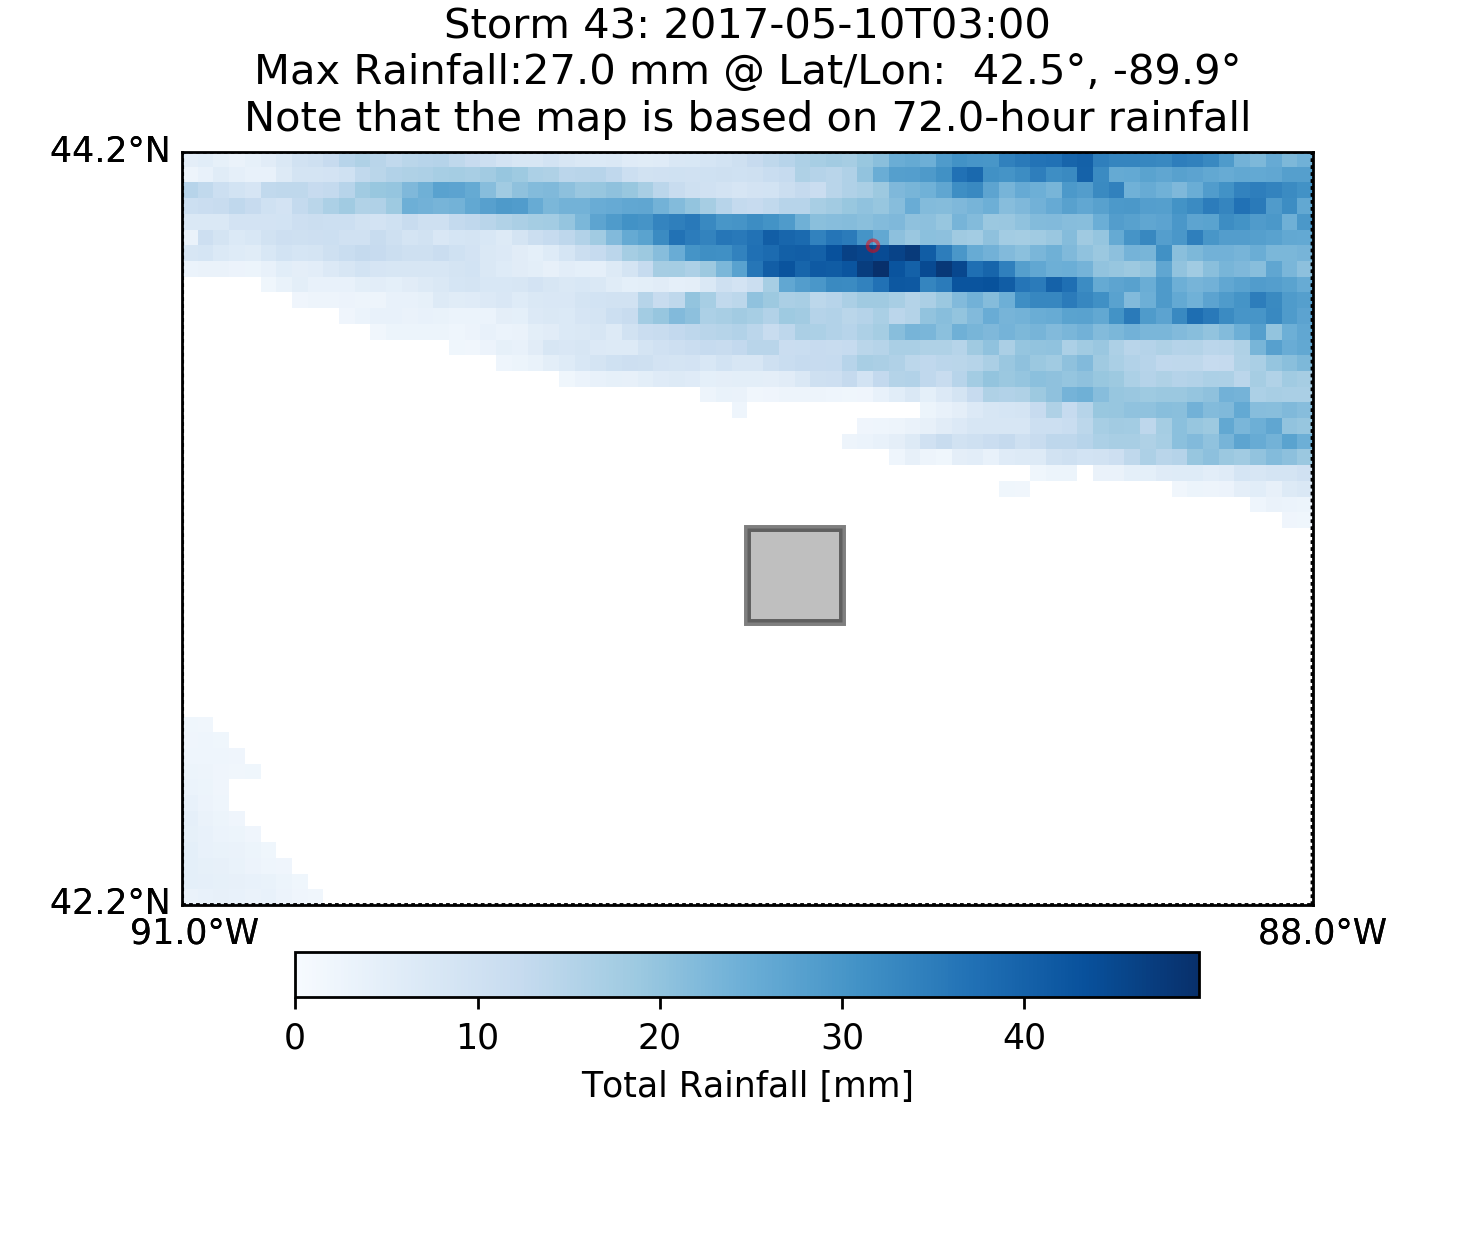 Storm 43: 2017-05-10T03:00
Max Rainfall:27.0 mm @ Lat/Lon:  42.5°, -89.9°
Note that the map is based on 72.0-hour rainfall
44.2°N
42.2°N
91.0°W 88.0°W
0 10 20 30 40
Total Rainfall [mm]